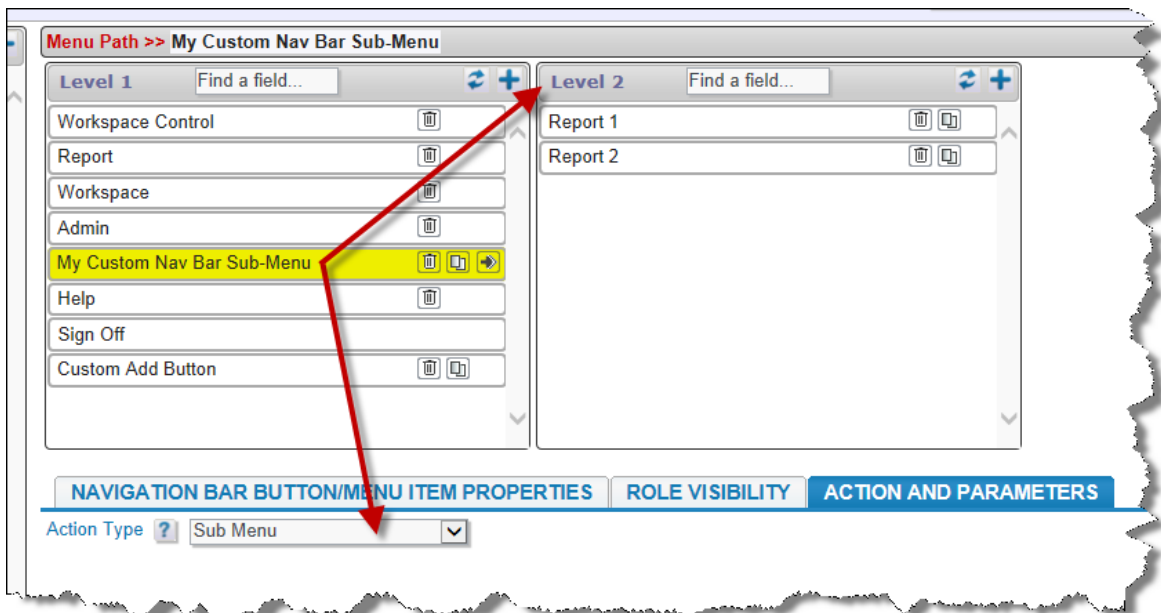 Menu Path >> My Custom Nav Bar Sub-Menu
Level 1 Find a field...
Workspace Control
Report
Workspace
Admin
My Custom Nav Bar Sub-Menu
Help
Sign Off
Custom Add Button
Level 2 Find a field...
Report 1
Report 2
NAVIGATION BAR BUTTON/MENU ITEM PROPERTIES ROLE VISIBILITY ACTION AND PARAMETERS
Action Type ? Sub Menu